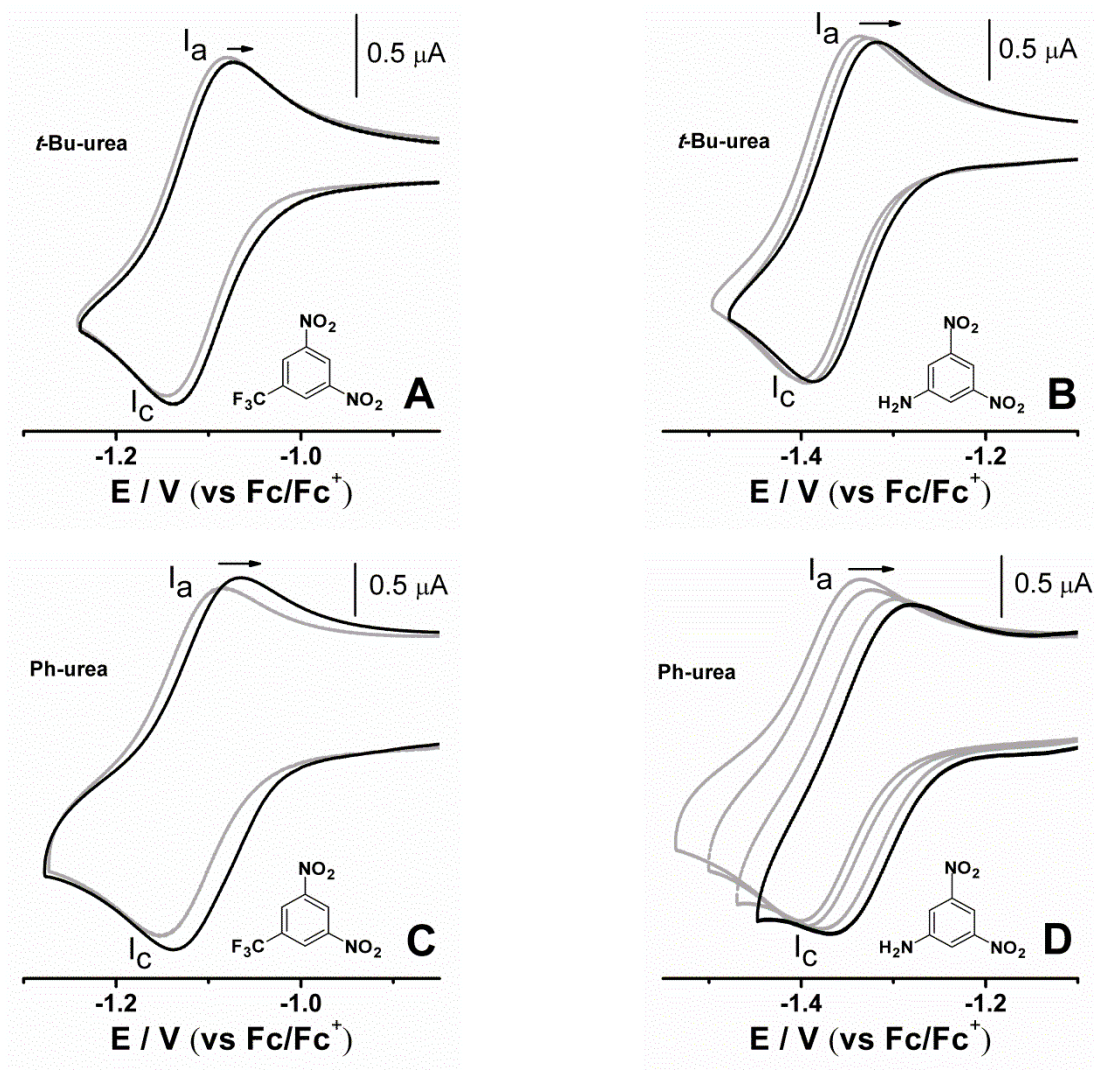 Ia
0.5 μA
t-Bu-urea
NO2
F3C
NO2
A
Ic
-1.2
-1.0
E / V (vs Fc/Fc+)
Ia
0.5 μA
t-Bu-urea
NO2
H2N
NO2
B
Ic
-1.4
-1.2
E / V (vs Fc/Fc+)
Ia
0.5 μA
Ph-urea
NO2
F3C
NO2
C
Ic
-1.2
-1.0
E / V (vs Fc/Fc+)
Ia
0.5 μA
Ph-urea
NO2
H2N
NO2
D
Ic
-1.4
-1.2
E / V (vs Fc/Fc+)